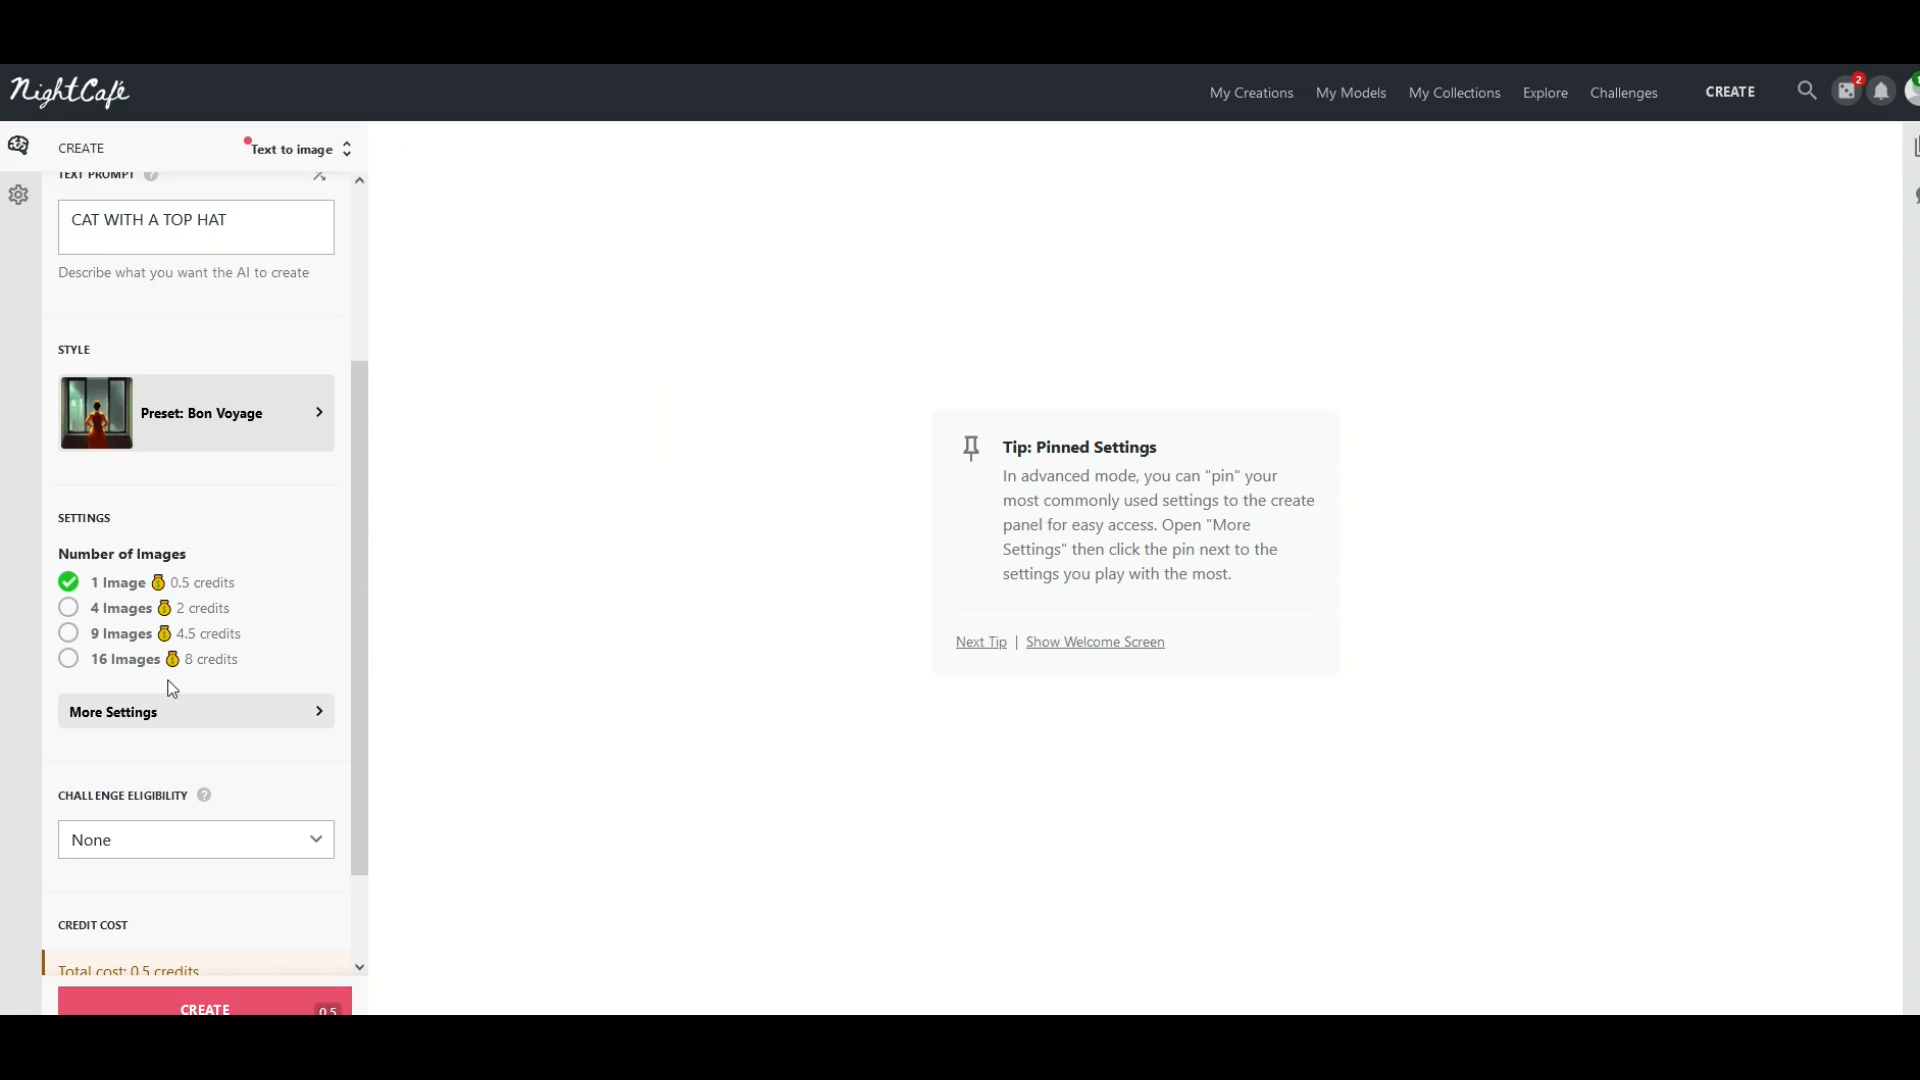 NightCafé
My Creations My Models My Collections Explore Challenges CREATE 2
CREATE Text to image
TEXT PROMPT ?
CAT WITH A TOP HAT
Describe what you want the AI to create
STYLE
Preset: Bon Voyage
SETTINGS
Number of Images
1 Image 0.5 credits
4 Images 2 credits
9 Images 4.5 credits
16 Images 8 credits
More Settings
CHALLENGE ELIGIBILITY ?
None
CREDIT COST
Total cost: 0.5 credits
CREATE 0.5
Tip: Pinned Settings
In advanced mode, you can "pin" your
most commonly used settings to the create
panel for easy access. Open "More
Settings" then click the pin next to the
settings you play with the most.
Next Tip | Show Welcome Screen